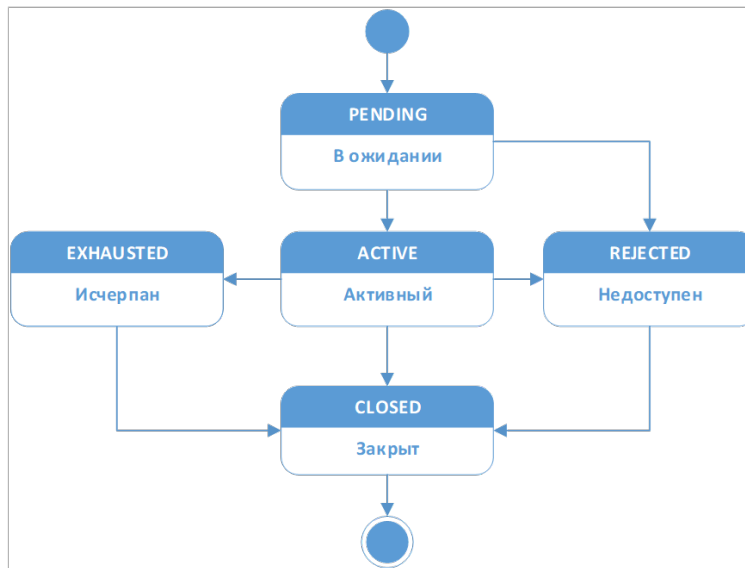 PENDING
В ожидании
EXHAUSTED
Исчерпан
ACTIVE
Активный
REJECTED
Недоступен
CLOSED
Закрыт